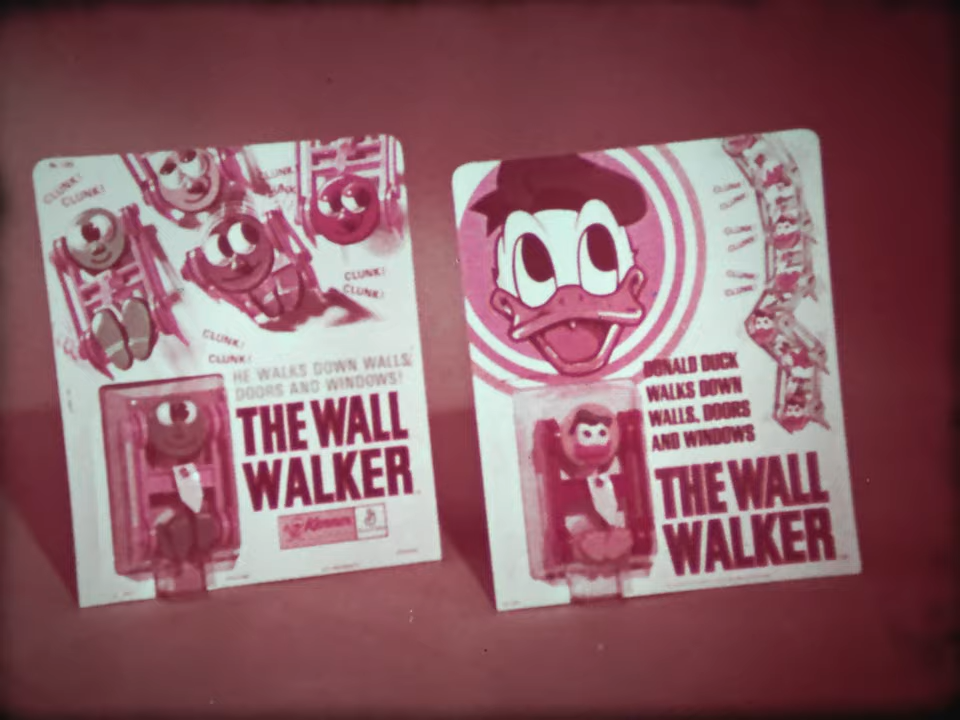 CLUNK!
CLUNK!
CLUNK!
CLUNK!
CLUNK!
CLUNK!
CLUNK!
CLUNK!
HE WALKS DOWN WALLS,
DOORS AND WINDOWS!
THE WALL
WALKER
Kenner
CLUNK
CLUNK
CLUNK
CLUNK
CLUNK
CLUNK
DONALD DUCK
WALKS DOWN
WALLS, DOORS
AND WINDOWS
THE WALL
WALKER